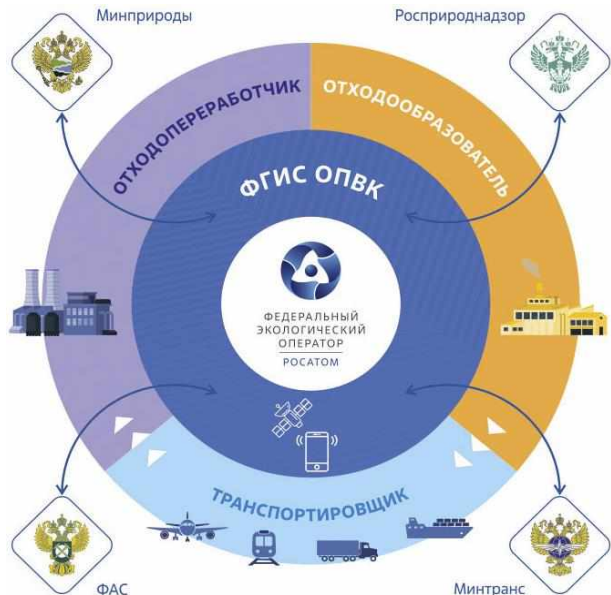 Минприроды
Росприроднадзор
ОТХОДОПЕРЕРАБОТЧИК
ОТХОДООБРАЗОВАТЕЛЬ
ФГИС ОПВК
ФЕДЕРАЛЬНЫЙ
ЭКОЛОГИЧЕСКИЙ
ОПЕРАТОР
РОСАТОМ
ТРАНСПОРТИРОВЩИК
ФАС
Минтранс